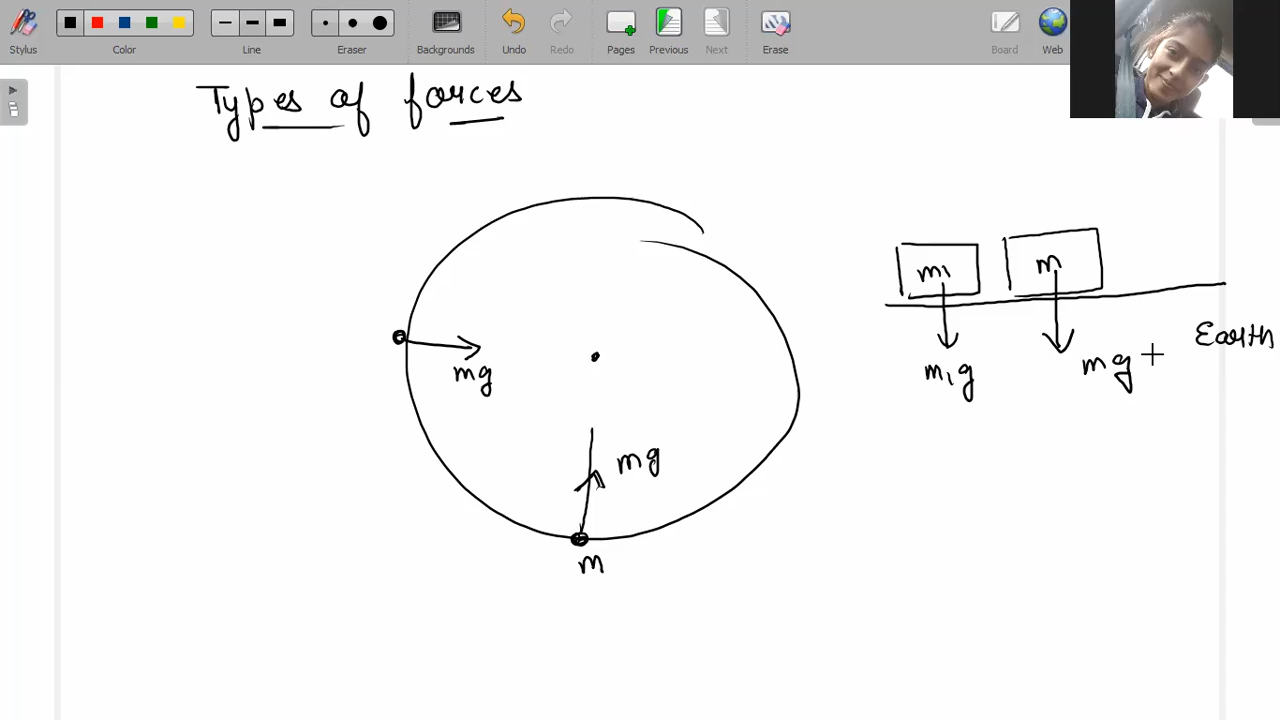 Stylus
Color
Line
Eraser
Backgrounds
Undo
Redo
Pages
Previous
Next
Erase
Board
Web
Types of forces
m1
m
Earth
mg
m1g
mg
mg
m